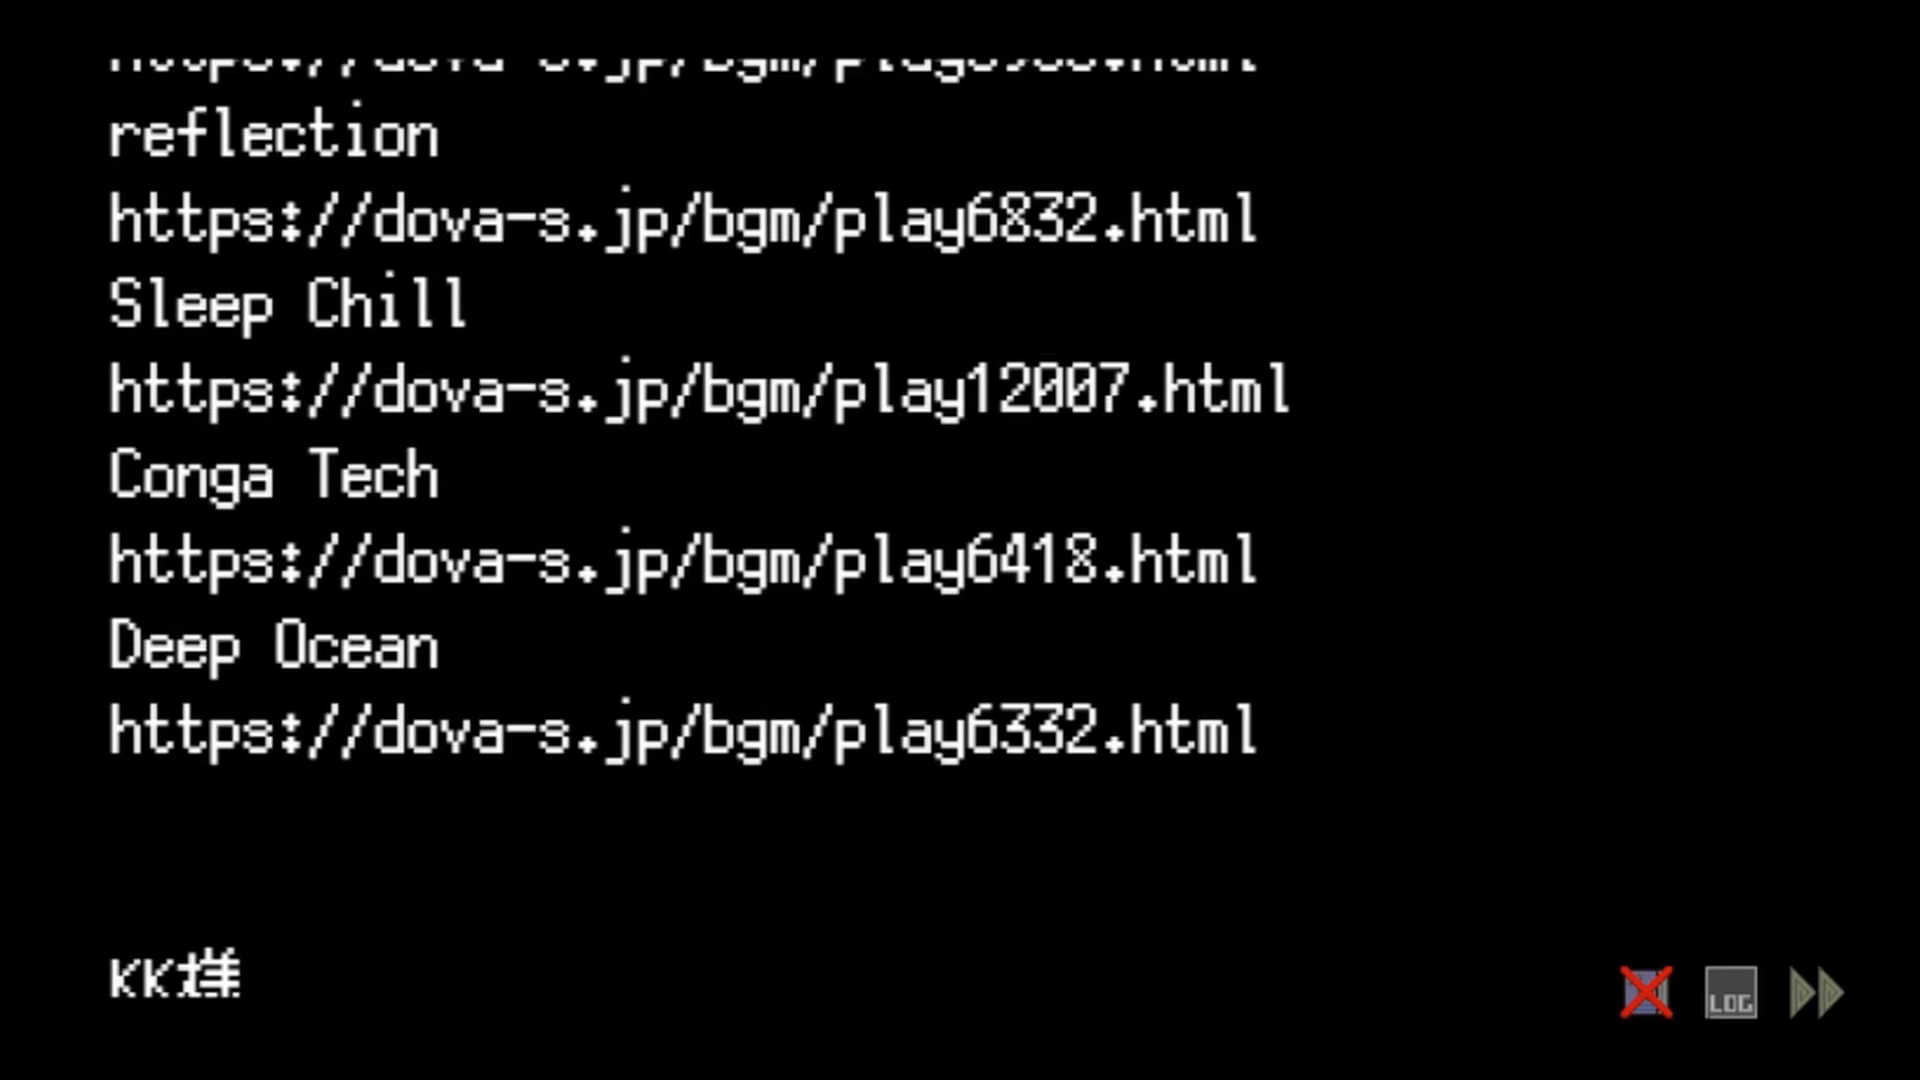 reflection
https://dova-s.jp/bgm/play6832.html
Sleep Chill
https://dova-s.jp/bgm/play12007.html
Conga Tech
https://dova-s.jp/bgm/play6418.html
Deep Ocean
https://dova-s.jp/bgm/play6332.html
KK様
LOG